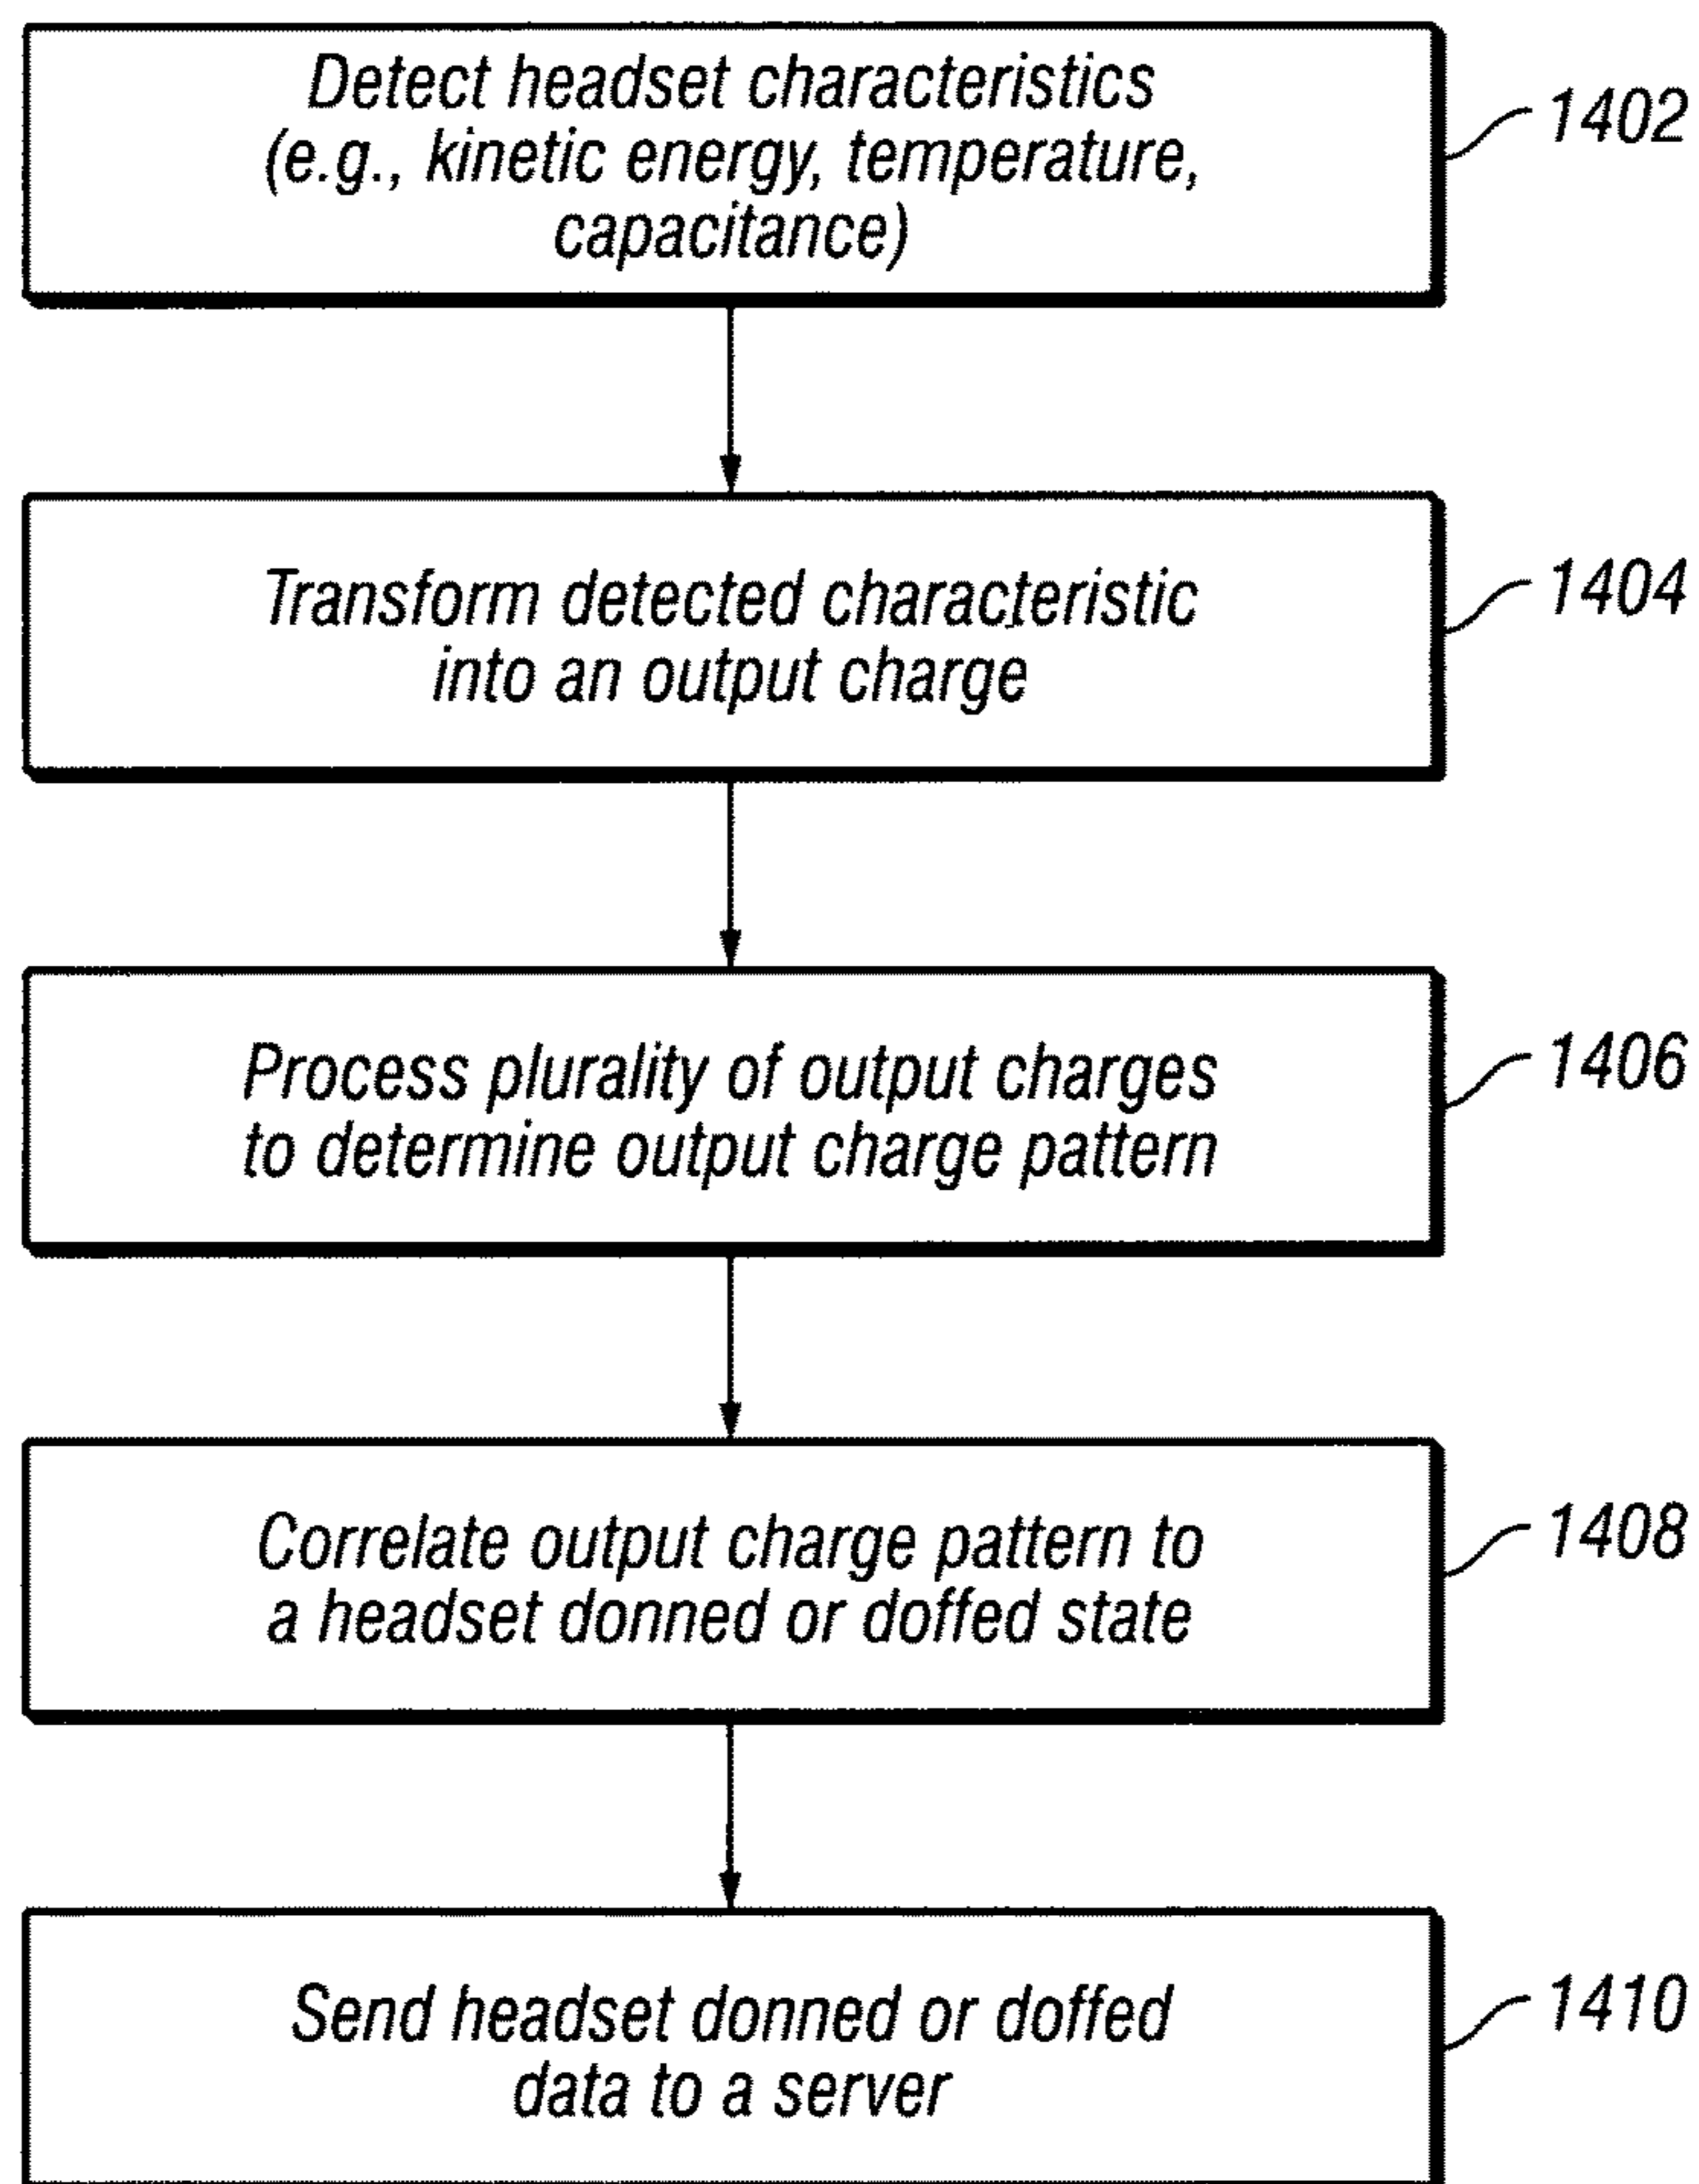 Detect headset characteristics
(e.g., kinetic energy, temperature,
capacitance)
1402
Transform detected characteristic
into an output charge
1404
Process plurality of output charges
to determine output charge pattern
1406
Correlate output charge pattern to
a headset donned or doffed state
1408
Send headset donned or doffed
data to a server
1410